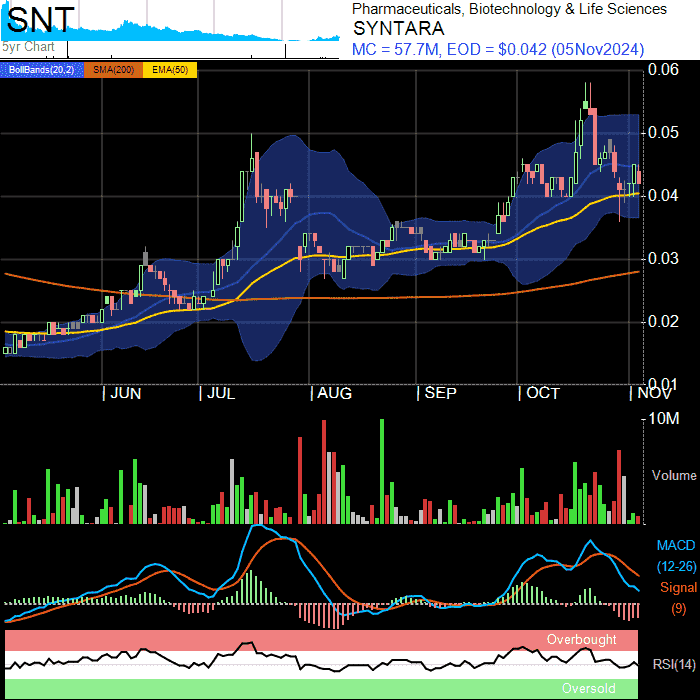 SNT
5yr Chart
Pharmaceuticals, Biotechnology & Life Sciences
SYNTARA
MC = 57.7M, EOD = $0.042 (05Nov2024)
BollBands(20,2) SMA(200) EMA(50)
0.06
0.05
0.04
0.03
0.02
0.01
JUN JUL AUG SEP OCT NOV
10M
Volume
MACD
(12-26)
Signal
(9)
Overbought
RSI(14)
Oversold